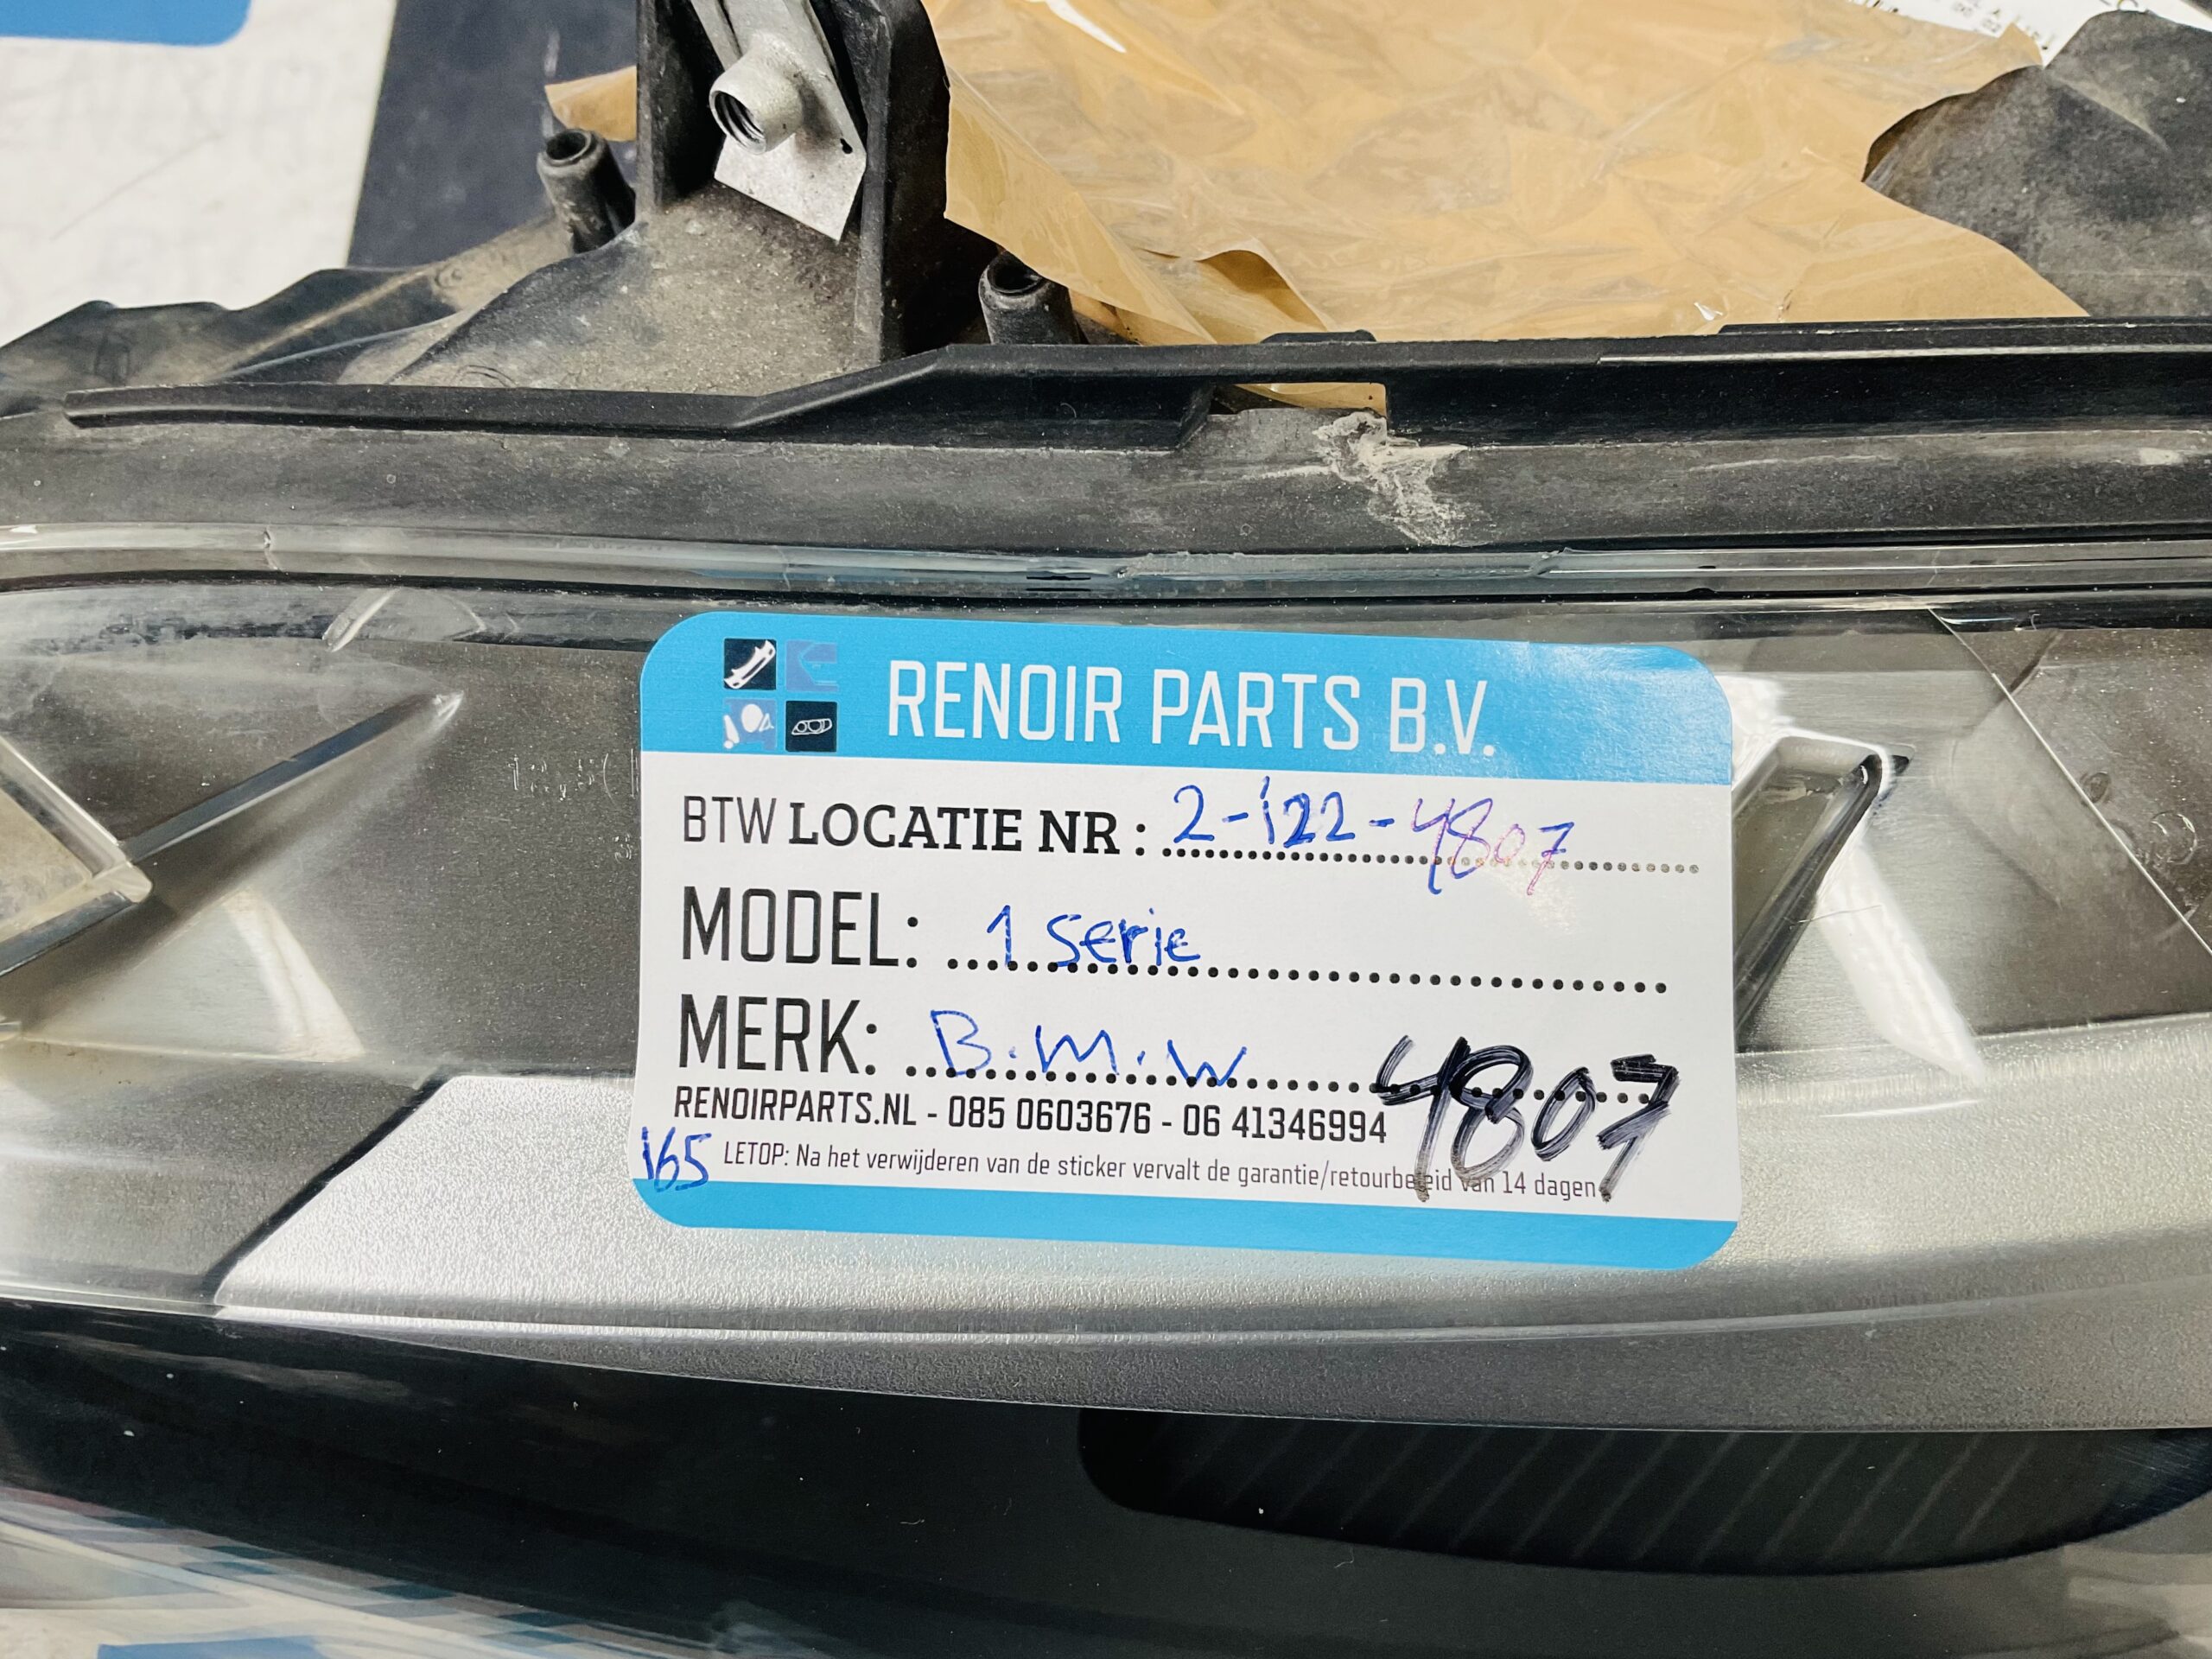 RENOIR PARTS B.V.
BTW LOCATIE NR : 2-122-4807
MODEL: 1 serie
MERK: B.M.W
4807
RENOIRPARTS.NL - 085 0603676 - 06 41346994
165
LETOP: Na het verwijderen van de sticker vervalt de garantie/retourbeleid van 14 dagen